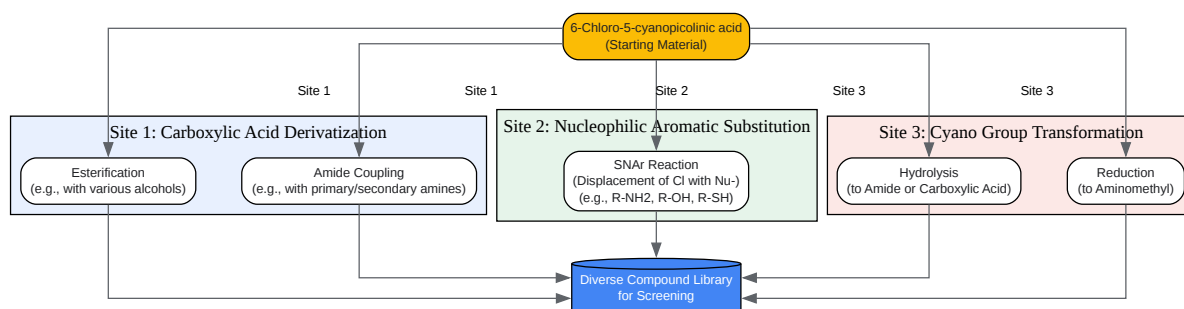 6-Chloro-5-cyanopicolinic acid
(Starting Material)
Site 1
Site 1
Site 2
Site 3
Site 3
Site 1: Carboxylic Acid Derivatization
Site 2: Nucleophilic Aromatic Substitution
Site 3: Cyano Group Transformation
Esterification
(e.g., with various alcohols)
Amide Coupling
(e.g., with primary/secondary amines)
SNAr Reaction
(Displacement of Cl with Nu-)
(e.g., R-NH2, R-OH, R-SH)
Hydrolysis
(to Amide or Carboxylic Acid)
Reduction
(to Aminomethyl)
Diverse Compound Library
for Screening